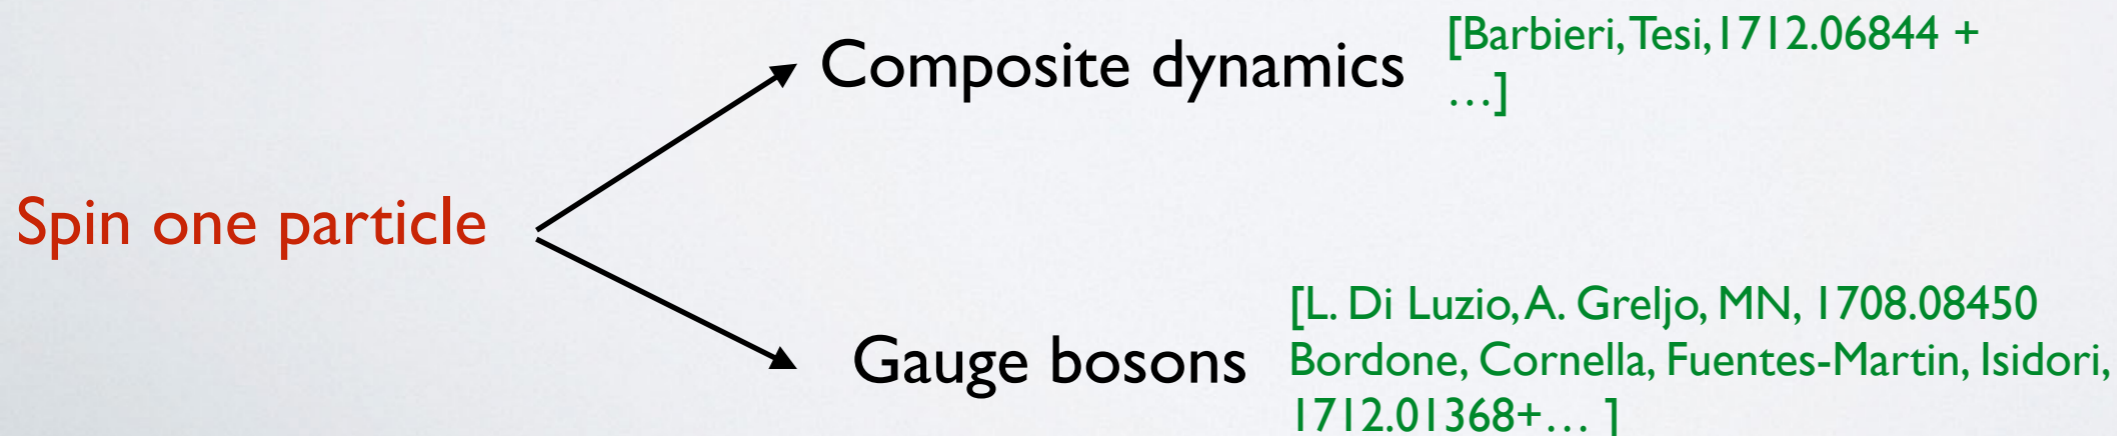 Composite dynamics
[Barbieri, Tesi, 1712.06844 +
…]
Spin one particle
Gauge bosons
[L. Di Luzio, A. Greljo, MN, 1708.08450
Bordone, Cornella, Fuentes-Martin, Isidori,
1712.01368+… ]